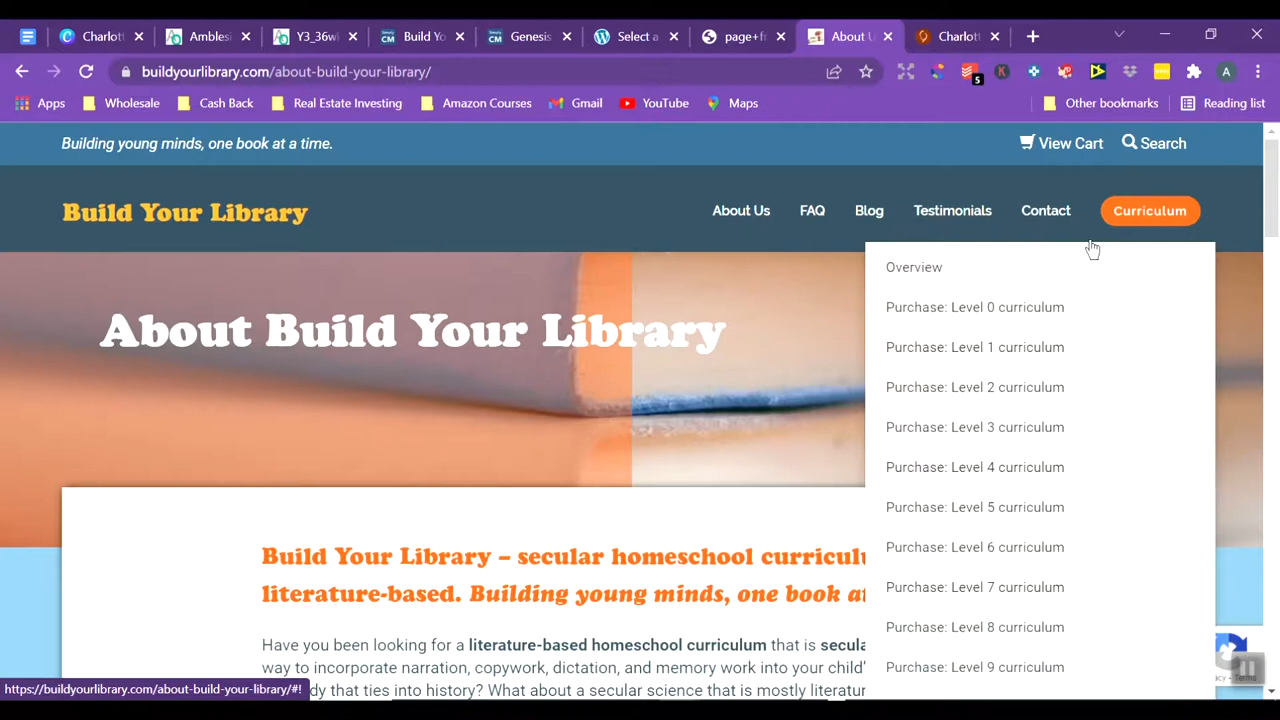 Charlott
Amblesi
Y3_36wk
Build Yo
Genesis
Select a
page+fr
About U
Charlott
buildyourlibrary.com/about-build-your-library/
5
K
A
Apps
Wholesale
Cash Back
Real Estate Investing
Amazon Courses
Gmail
YouTube
Maps
Other bookmarks
Reading list
Building young minds, one book at a time.
View Cart
Search
Build Your Library
About Us
FAQ
Blog
Testimonials
Contact
Curriculum
Overview
Purchase: Level 0 curriculum
Purchase: Level 1 curriculum
Purchase: Level 2 curriculum
Purchase: Level 3 curriculum
Purchase: Level 4 curriculum
Purchase: Level 5 curriculum
Purchase: Level 6 curriculum
Purchase: Level 7 curriculum
Purchase: Level 8 curriculum
Purchase: Level 9 curriculum
About Build Your Library
Build Your Library – secular homeschool curricul
literature-based. Building young minds, one book a
Have you been looking for a literature-based homeschool curriculum that is secula
way to incorporate narration, copywork, dictation, and memory work into your child'
dy that ties into history? What about a secular science that is mostly literatur
https://buildyourlibrary.com/about-build-your-library/#!
Terms